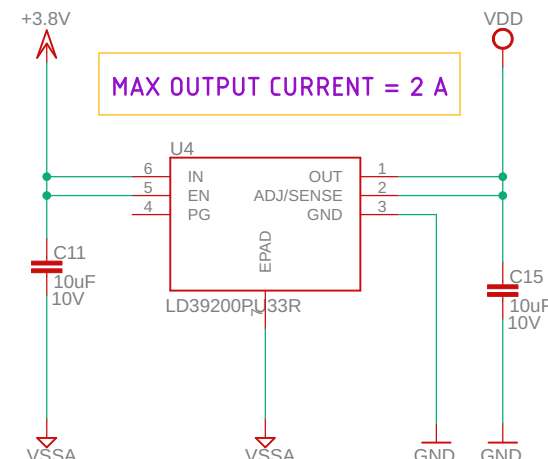 +3.8V
VDD
MAX OUTPUT CURRENT = 2 A
U4
6 IN OUT 1
5 EN ADJ/SENSE 2
4 PG GND 3
EPAD
C11
10uF
10V
C15
10uF
10V
LD39200PU33R
7
VSSA
VSSA
GND
GND